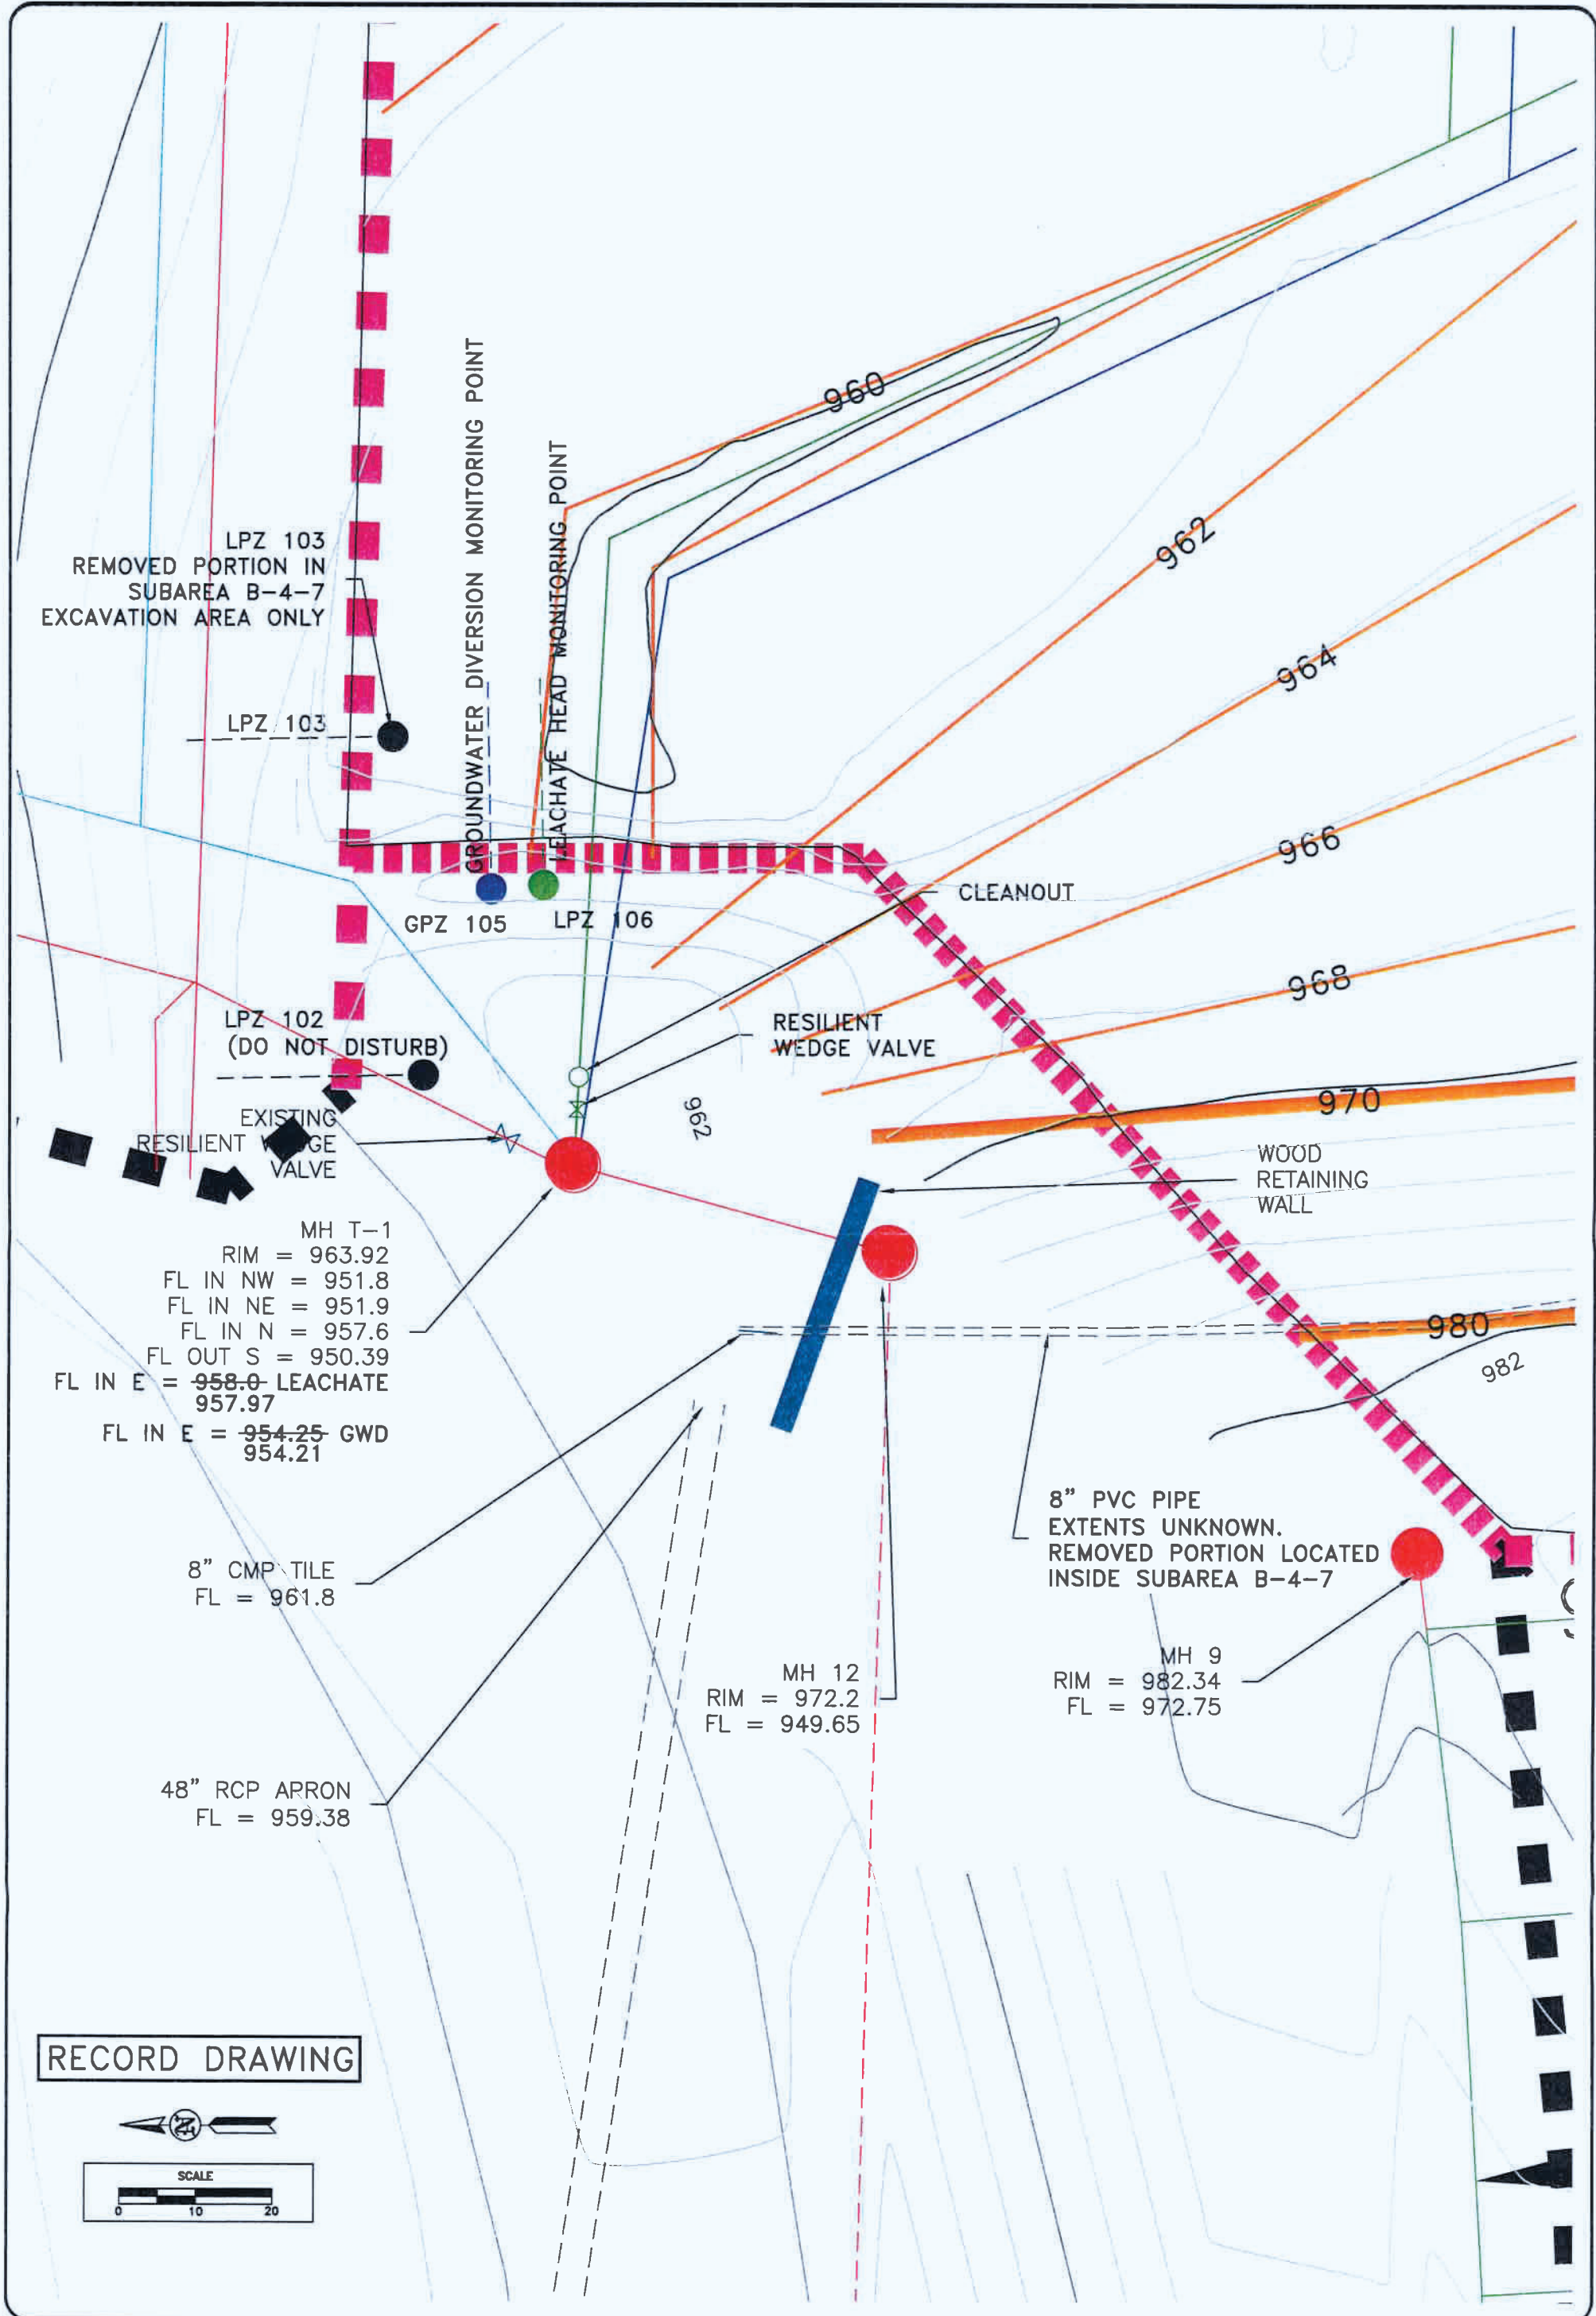 960
GROUNDWATER DIVERSION MONITORING POINT
LEACHATE HEAD MONITORING POINT
962
LPZ 103
REMOVED PORTION IN
SUBAREA B-4-7
EXCAVATION AREA ONLY
964
LPZ 103
966
CLEANOUT
GPZ 105
LPZ 106
968
LPZ 102
(DO NOT DISTURB)
RESILIENT
WEDGE VALVE
970
962
EXISTING
RESILIENT WEDGE
VALVE
WOOD
RETAINING
WALL
MH T-1
RIM = 963.92
FL IN NW = 951.8
FL IN NE = 951.9
FL IN N = 957.6
FL OUT S = 950.39
FL IN E = 958.0 LEACHATE
957.97
FL IN E = 954.25 GWD
954.21
980
982
8" PVC PIPE
EXTENTS UNKNOWN.
REMOVED PORTION LOCATED
INSIDE SUBAREA B-4-7
8" CMP TILE
FL = 961.8
MH 12
RIM = 972.2
FL = 949.65
MH 9
RIM = 982.34
FL = 972.75
48" RCP APRON
FL = 959.38
RECORD DRAWING
N
SCALE
0 10 20